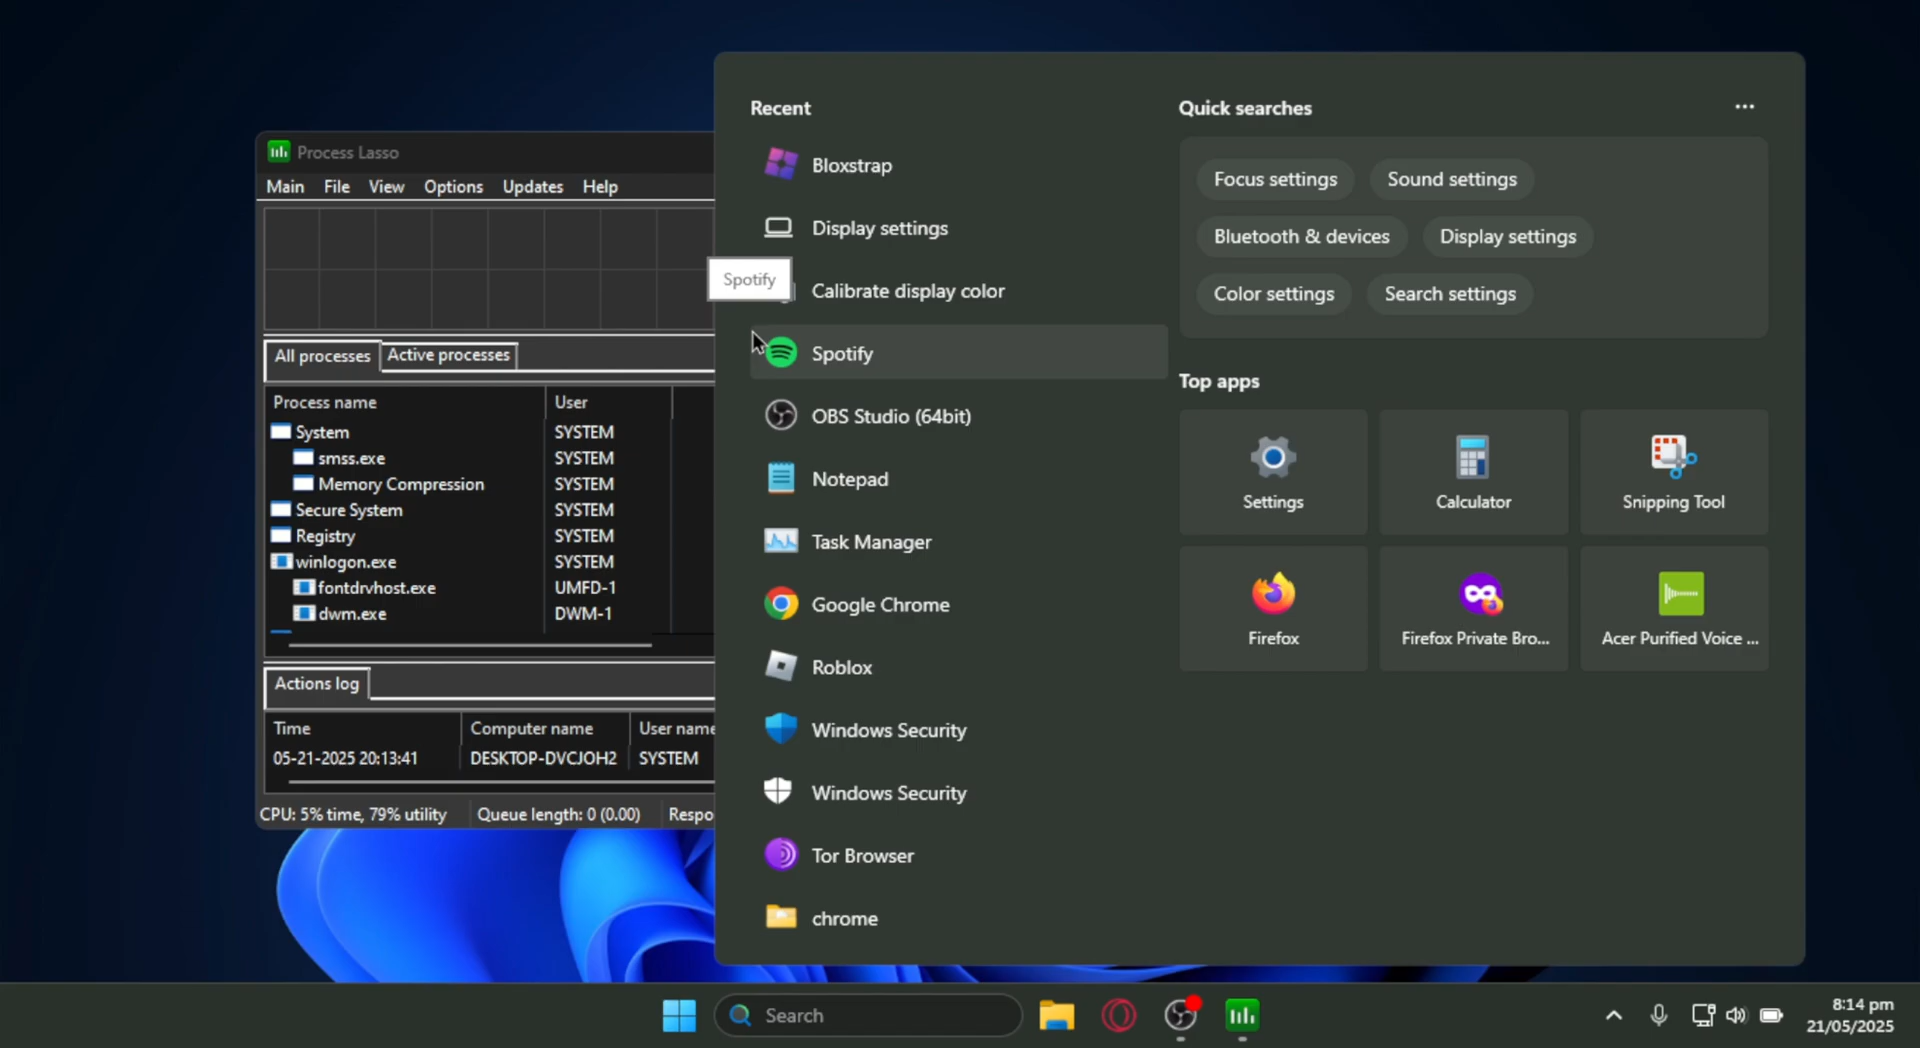 Process Lasso
Main File View Options Updates Help
All processes Active processes
Process name User
System SYSTEM
smss.exe SYSTEM
Memory Compression SYSTEM
Secure System SYSTEM
Registry SYSTEM
winlogon.exe SYSTEM
fontdrvhost.exe UMFD-1
dwm.exe DWM-1
Actions log
Time Computer name User name
05-21-2025 20:13:41 DESKTOP-DVCJOH2 SYSTEM
CPU: 5% time, 79% utility Queue length: 0 (0.00) Respo
Recent
Bloxstrap
Display settings
Spotify
Calibrate display color
Spotify
OBS Studio (64bit)
Notepad
Task Manager
Google Chrome
Roblox
Windows Security
Windows Security
Tor Browser
chrome
Quick searches
Focus settings Sound settings
Bluetooth & devices Display settings
Color settings Search settings
Top apps
Settings Calculator Snipping Tool
Firefox Firefox Private Bro... Acer Purified Voice ...
Search
8:14 pm
21/05/2025